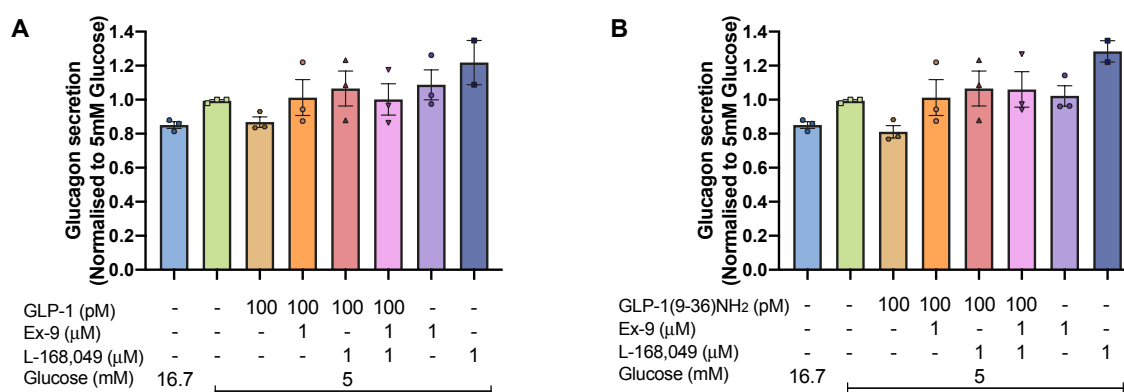 A
Glucagon secretion
(Normalised to 5mM Glucose)
1.4
1.2
1.0
0.8
0.6
0.4
0.2
0.0
GLP-1 (pM) - - 100 100 100 100 - -
Ex-9 (μM) - - - 1 - 1 1 -
L-168,049 (μM) - - - - 1 1 - 1
Glucose (mM) 16.7 5
B
Glucagon secretion
(Normalised to 5mM Glucose)
1.4
1.2
1.0
0.8
0.6
0.4
0.2
0.0
GLP-1(9-36)NH2 (pM) - - 100 100 100 100 - -
Ex-9 (μM) - - - 1 - 1 1 -
L-168,049 (μM) - - - - 1 1 - 1
Glucose (mM) 16.7 5